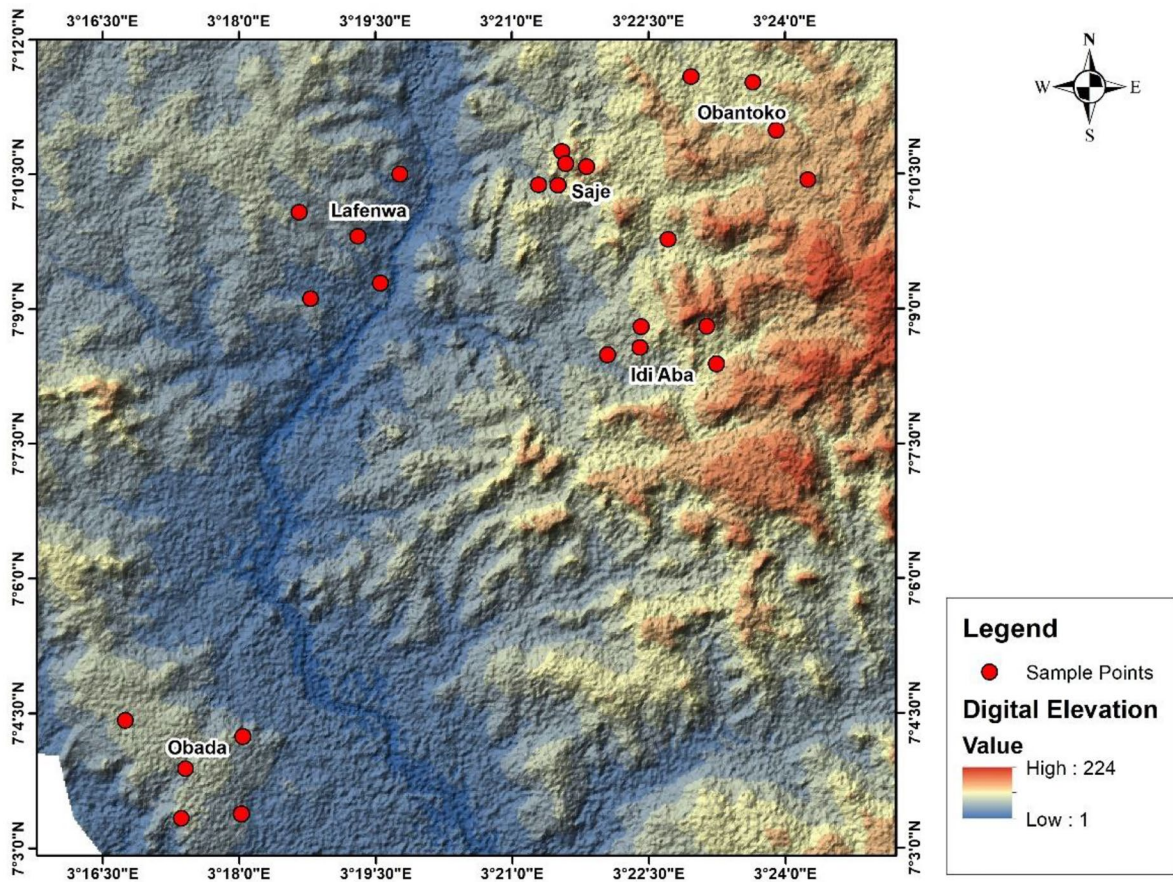 3°16'30"E 3°18'0"E 3°19'30"E 3°21'0"E 3°22'30"E 3°24'0"E
7°12'0"N 7°12'0"N
N
W E
S
Obantoko
7°10'30"N 7°10'30"N
Saje
Lafenwa
7°9'0"N 7°9'0"N
Idi Aba
7°7'30"N 7°7'30"N
7°6'0"N 7°6'0"N
7°4'30"N 7°4'30"N
Obada
7°3'0"N 7°3'0"N
3°16'30"E 3°18'0"E 3°19'30"E 3°21'0"E 3°22'30"E 3°24'0"E
Legend
Sample Points
Digital Elevation
Value
High : 224
Low : 1